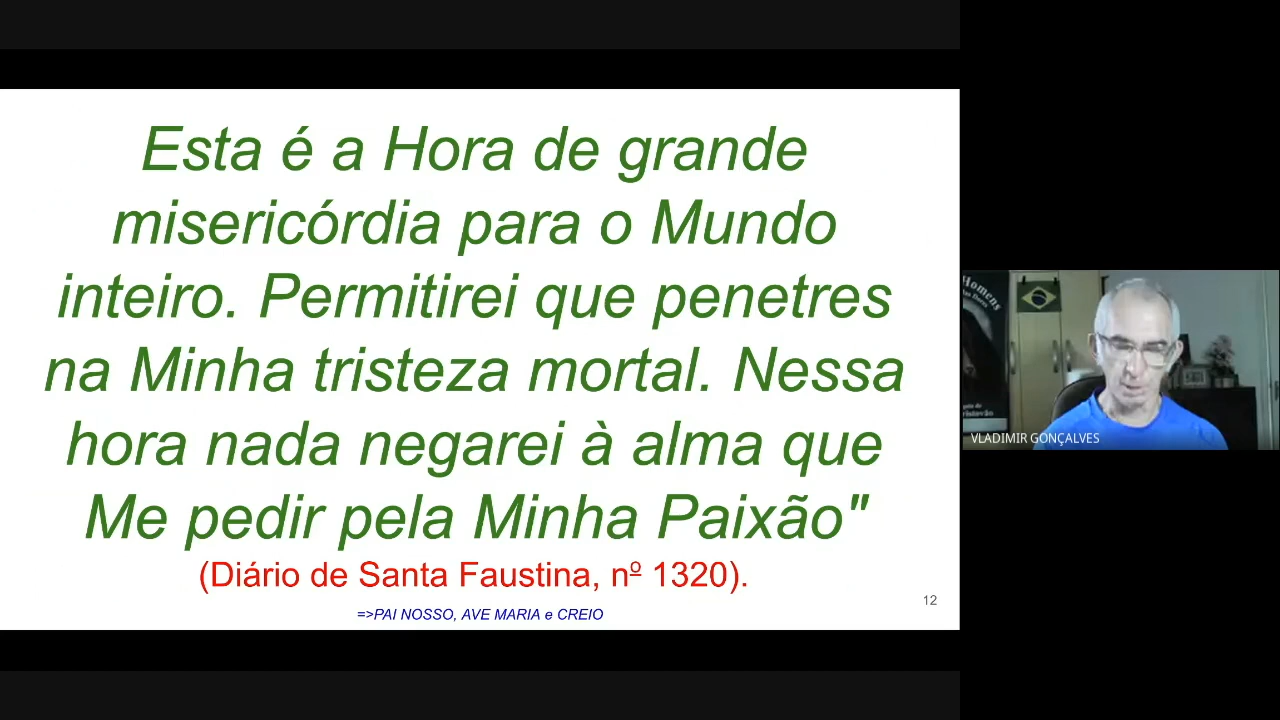 Esta é a Hora de grande
misericórdia para o Mundo
inteiro. Permitirei que penetres
na Minha tristeza mortal. Nessa
hora nada negarei à alma que
Me pedir pela Minha Paixão"
(Diário de Santa Faustina, nº 1320).
=>PAI NOSSO, AVE MARIA e CREIO
12
Homens
VLADIMIR GONÇALVES